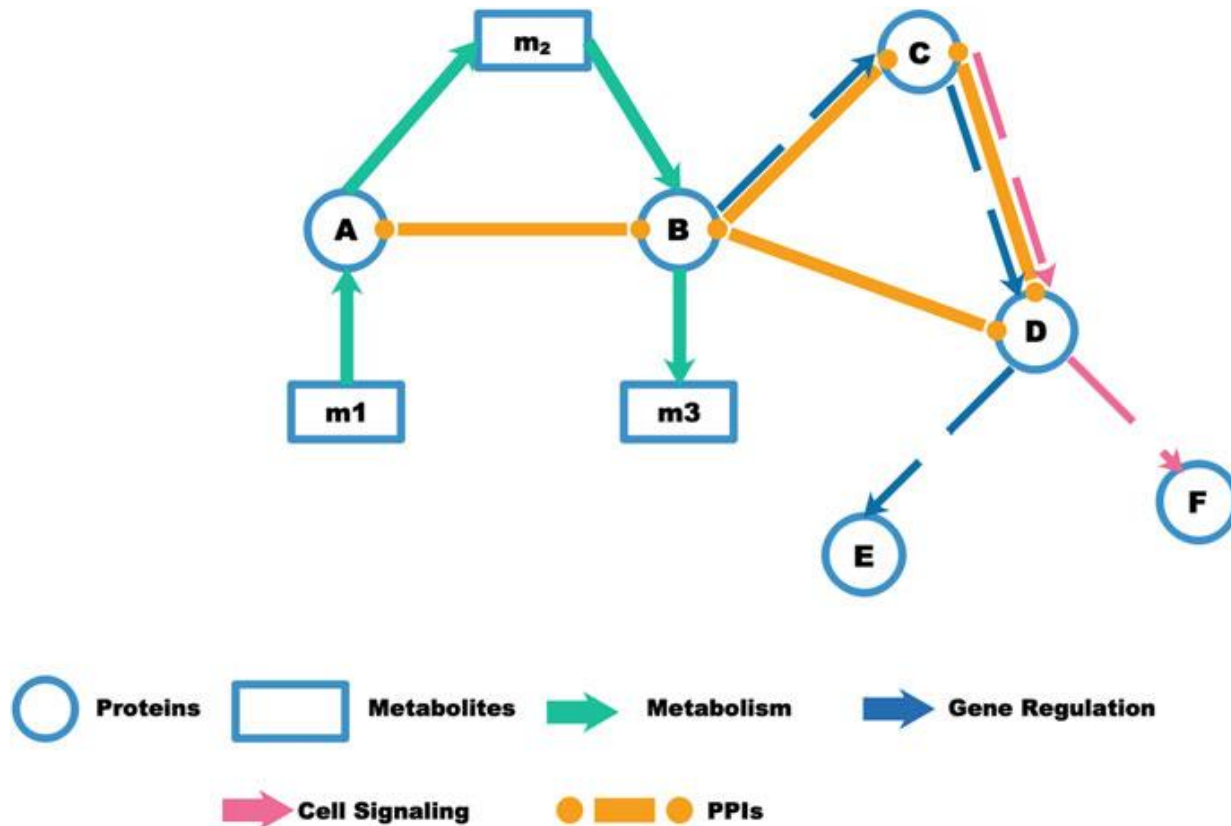 m₂
C
A
B
D
m1
m3
F
E
Proteins
Metabolites
Metabolism
Gene Regulation
Cell Signaling
PPIs